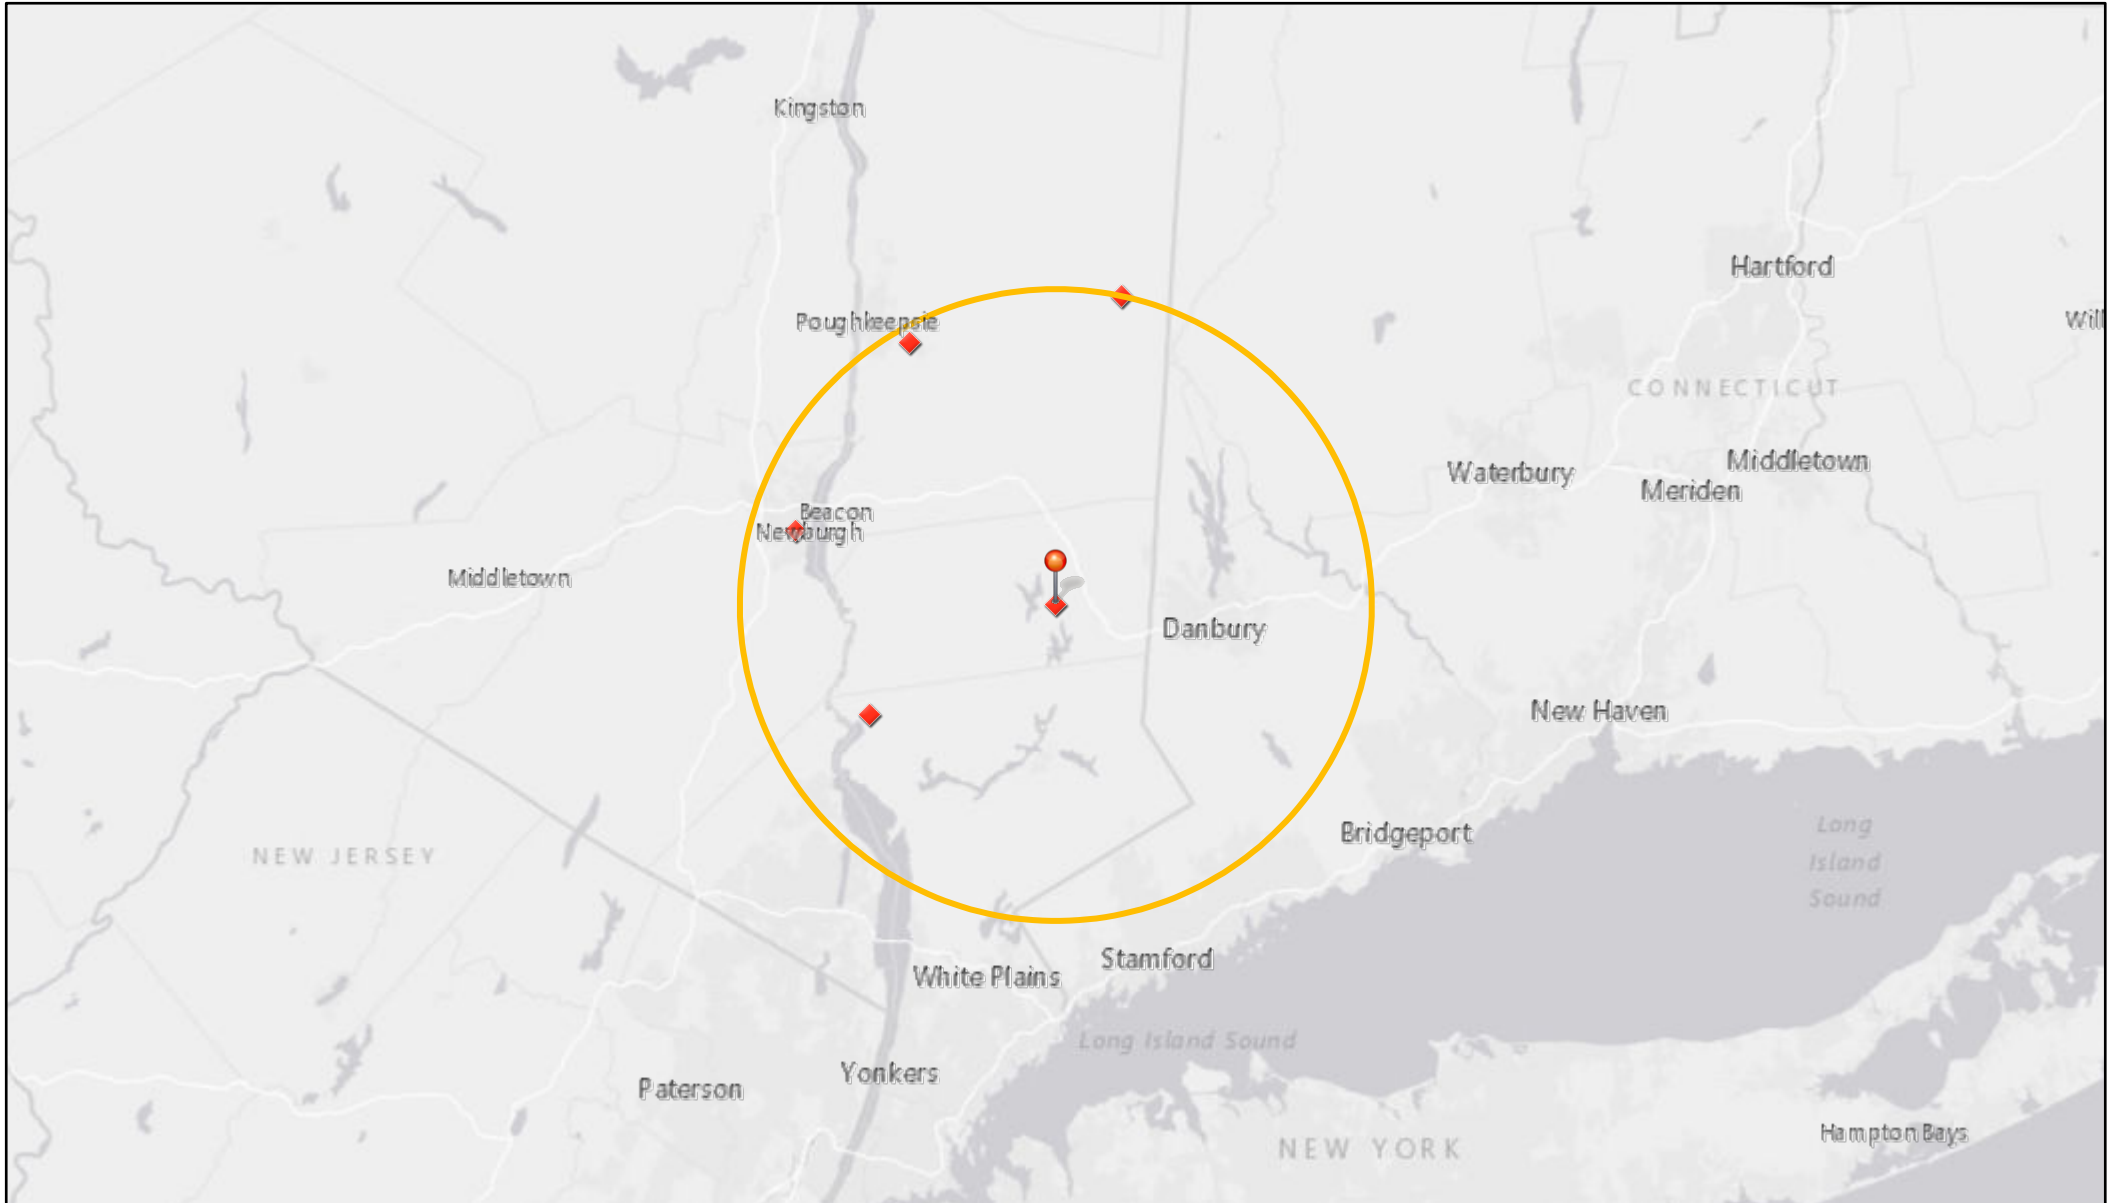 Kingston
Hartford
Poughkeepsie
CONNECTICUT
Middletown
Waterbury
Meriden
Beacon
Newburgh
Middletown
Danbury
New Haven
Bridgeport
Long
Island
Sound
NEW JERSEY
Stamford
White Plains
Long Island Sound
Yonkers
Paterson
Hampton Bays
NEW YORK
Will